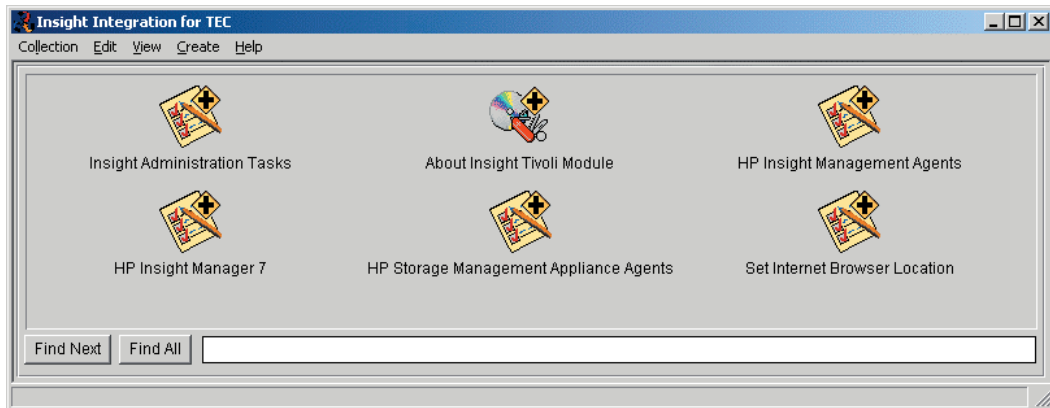 Insight Integration for TEC
Collection Edit View Create Help
Insight Administration Tasks About Insight Tivoli Module HP Insight Management Agents
HP Insight Manager 7 HP Storage Management Appliance Agents Set Internet Browser Location
Find Next Find All